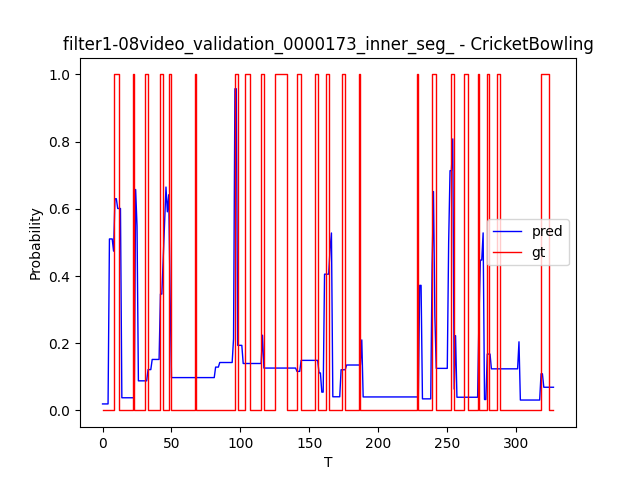 filter1-08video_validation_0000173_inner_seg_ - CricketBowling
1.0
0.8
0.6
0.4
0.2
0.0
Probability
pred
gt
0 50 100 150 200 250 300
T